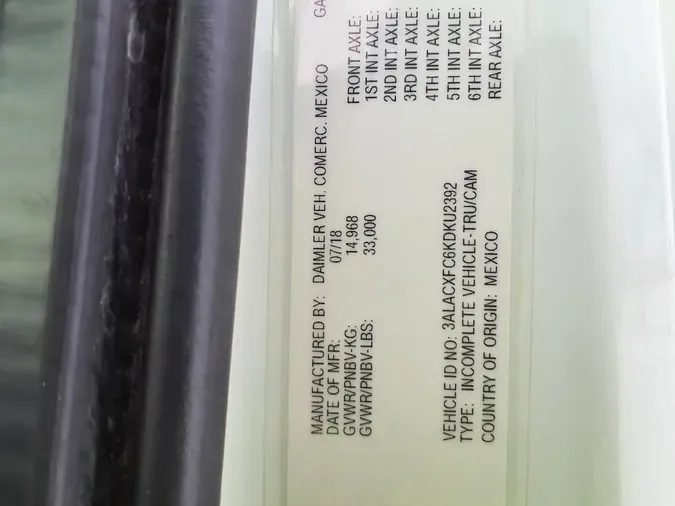 MANUFACTURED BY: DAIMLER VEH. COMERC. MEXICO GA
DATE OF MFR: 07/18
GVWR/PNBV-KG: 14,968 FRONT AXLE:
GVWR/PNBV-LBS: 33,000 1ST INT AXLE:
2ND INT AXLE:
3RD INT AXLE:
4TH INT AXLE:
VEHICLE ID NO: 3ALACXFC6KDKU2392 5TH INT AXLE:
TYPE: INCOMPLETE VEHICLE-TRU/CAM 6TH INT AXLE:
COUNTRY OF ORIGIN: MEXICO REAR AXLE: